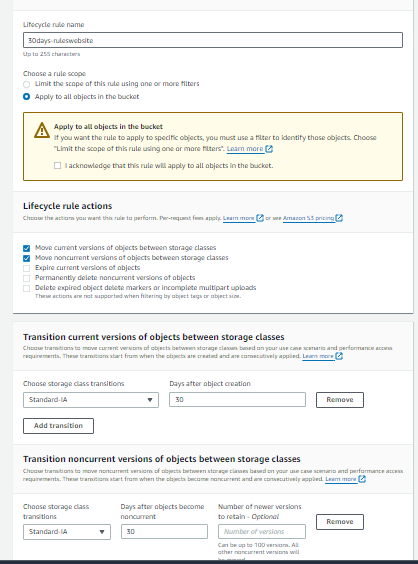 Lifecycle rule name
30days-ruleswebsite
Up to 255 characters
Choose a rule scope
Limit the scope of this rule using one or more filters
Apply to all objects in the bucket
Apply to all objects in the bucket
If you want the rule to apply to specific objects, you must use a filter to identify those objects. Choose
"Limit the scope of this rule using one or more filters". Learn more
I acknowledge that this rule will apply to all objects in the bucket.
Lifecycle rule actions
Choose the actions you want this rule to perform. Per-request fees apply. Learn more or see Amazon S3 pricing
Move current versions of objects between storage classes
Move noncurrent versions of objects between storage classes
Expire current versions of objects
Permanently delete noncurrent versions of objects
Delete expired object delete markers or incomplete multipart uploads
These actions are not supported when filtering by object tags or object size.
Transition current versions of objects between storage classes
Choose transitions to move current versions of objects between storage classes based on your use case scenario and performance access
requirements. These transitions start from when the objects are created and are consecutively applied. Learn more
Choose storage class transitions
Days after object creation
Standard-IA
30
Remove
Add transition
Transition noncurrent versions of objects between storage classes
Choose transitions to move noncurrent versions of objects between storage classes based on your use case scenario and performance access
requirements. These transitions start from when the objects become noncurrent and are consecutively applied. Learn more
Choose storage class
transitions
Days after objects become
noncurrent
Number of newer versions
to retain - Optional
Standard-IA
30
Number of versions
Remove
Can be up to 100 versions. All
other noncurrent versions will